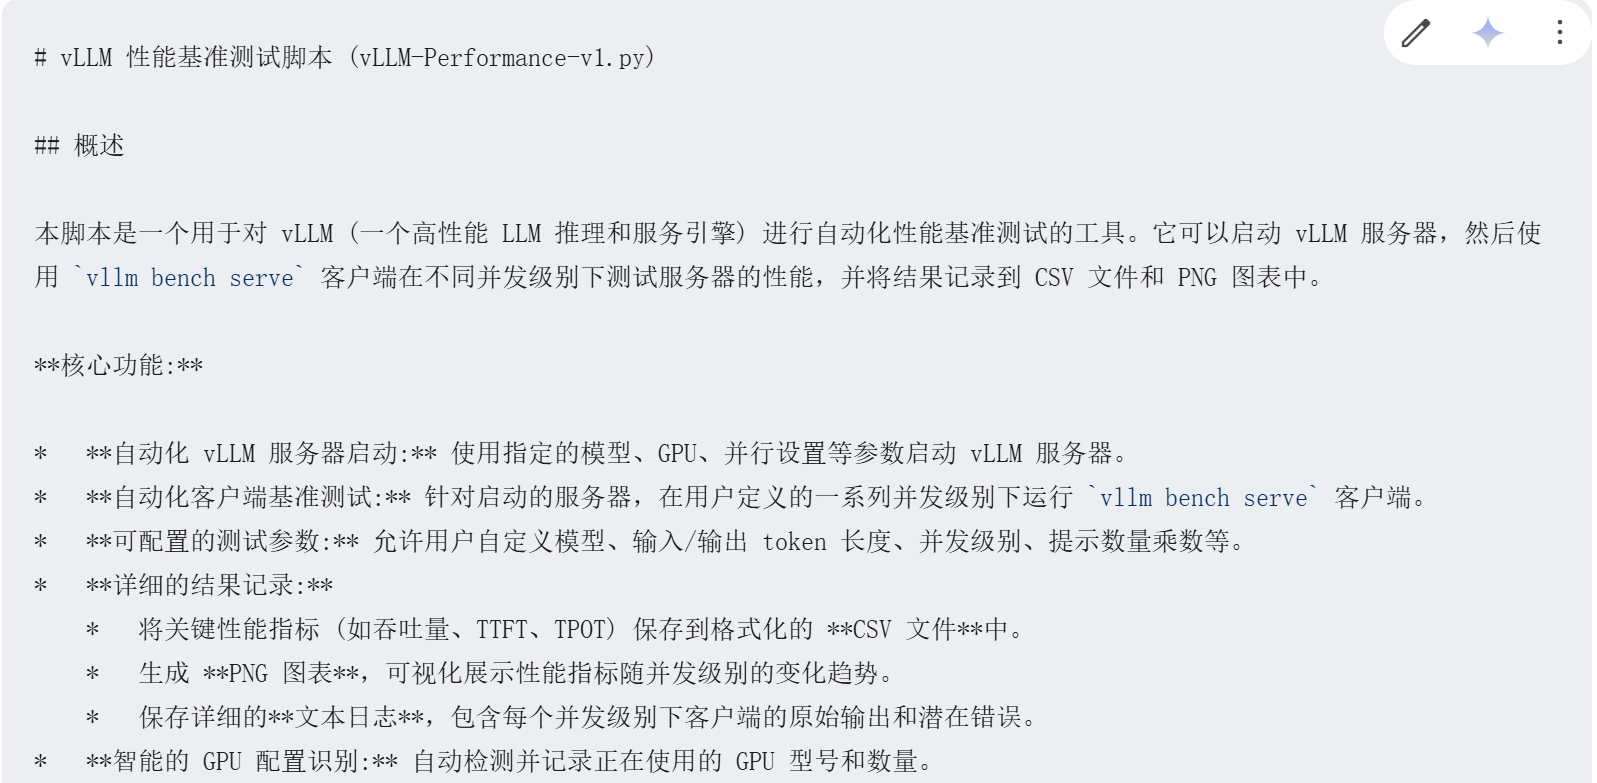 # vLLM 性能基准测试脚本 (vLLM-Performance-v1.py)
## 概述
本脚本是一个用于对 vLLM (一个高性能 LLM 推理和服务引擎) 进行自动化性能基准测试的工具。它可以启动 vLLM 服务器，然后使
用 `vllm bench serve` 客户端在不同并发级别下测试服务器的性能，并将结果记录到 CSV 文件和 PNG 图表中。
**核心功能:**
*   **自动化 vLLM 服务器启动:** 使用指定的模型、GPU、并行设置等参数启动 vLLM 服务器。
*   **自动化客户端基准测试:** 针对启动的服务器，在用户定义的一系列并发级别下运行 `vllm bench serve` 客户端。
*   **可配置的测试参数:** 允许用户自定义模型、输入/输出 token 长度、并发级别、提示数量乘数等。
*   **详细的结果记录:**
    *   将关键性能指标 (如吞吐量、TTFT、TPOT) 保存到格式化的 **CSV 文件**中。
    *   生成 **PNG 图表**，可视化展示性能指标随并发级别的变化趋势。
    *   保存详细的**文本日志**，包含每个并发级别下客户端的原始输出和潜在错误。
*   **智能的 GPU 配置识别:** 自动检测并记录正在使用的 GPU 型号和数量。